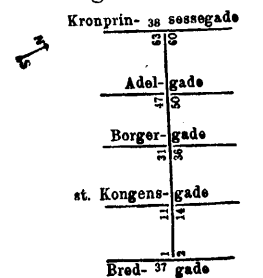 Kronprin- 38 sessegade
63 60
N
S
Adel- gade
47 50
Borger- gade
31 36
st. Kongens- gade
11 14
1 2
Bred- 37 gade